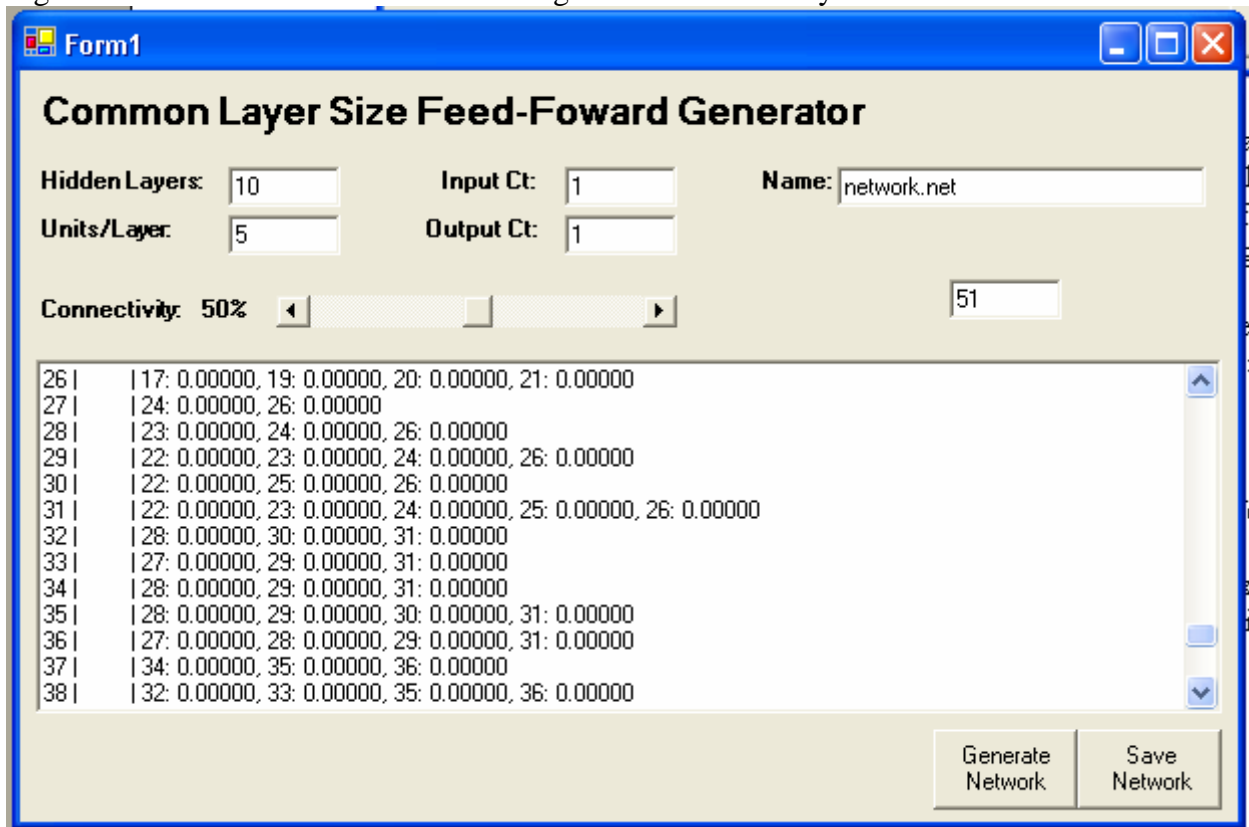 Form1
Common Layer Size Feed-Foward Generator
Hidden Layers: 10 Input Ct: 1 Name: network.net
Units/Layer: 5 Output Ct: 1
Connectivity: 50% 51
26 | | 17: 0.00000, 19: 0.00000, 20: 0.00000, 21: 0.00000
27 | | 24: 0.00000, 26: 0.00000
28 | | 23: 0.00000, 24: 0.00000, 26: 0.00000
29 | | 22: 0.00000, 23: 0.00000, 24: 0.00000, 26: 0.00000
30 | | 22: 0.00000, 25: 0.00000, 26: 0.00000
31 | | 22: 0.00000, 23: 0.00000, 24: 0.00000, 25: 0.00000, 26: 0.00000
32 | | 28: 0.00000, 30: 0.00000, 31: 0.00000
33 | | 27: 0.00000, 29: 0.00000, 31: 0.00000
34 | | 28: 0.00000, 29: 0.00000, 31: 0.00000
35 | | 28: 0.00000, 29: 0.00000, 30: 0.00000, 31: 0.00000
36 | | 27: 0.00000, 28: 0.00000, 29: 0.00000, 31: 0.00000
37 | | 34: 0.00000, 35: 0.00000, 36: 0.00000
38 | | 32: 0.00000, 33: 0.00000, 35: 0.00000, 36: 0.00000
Generate Network
Save Network